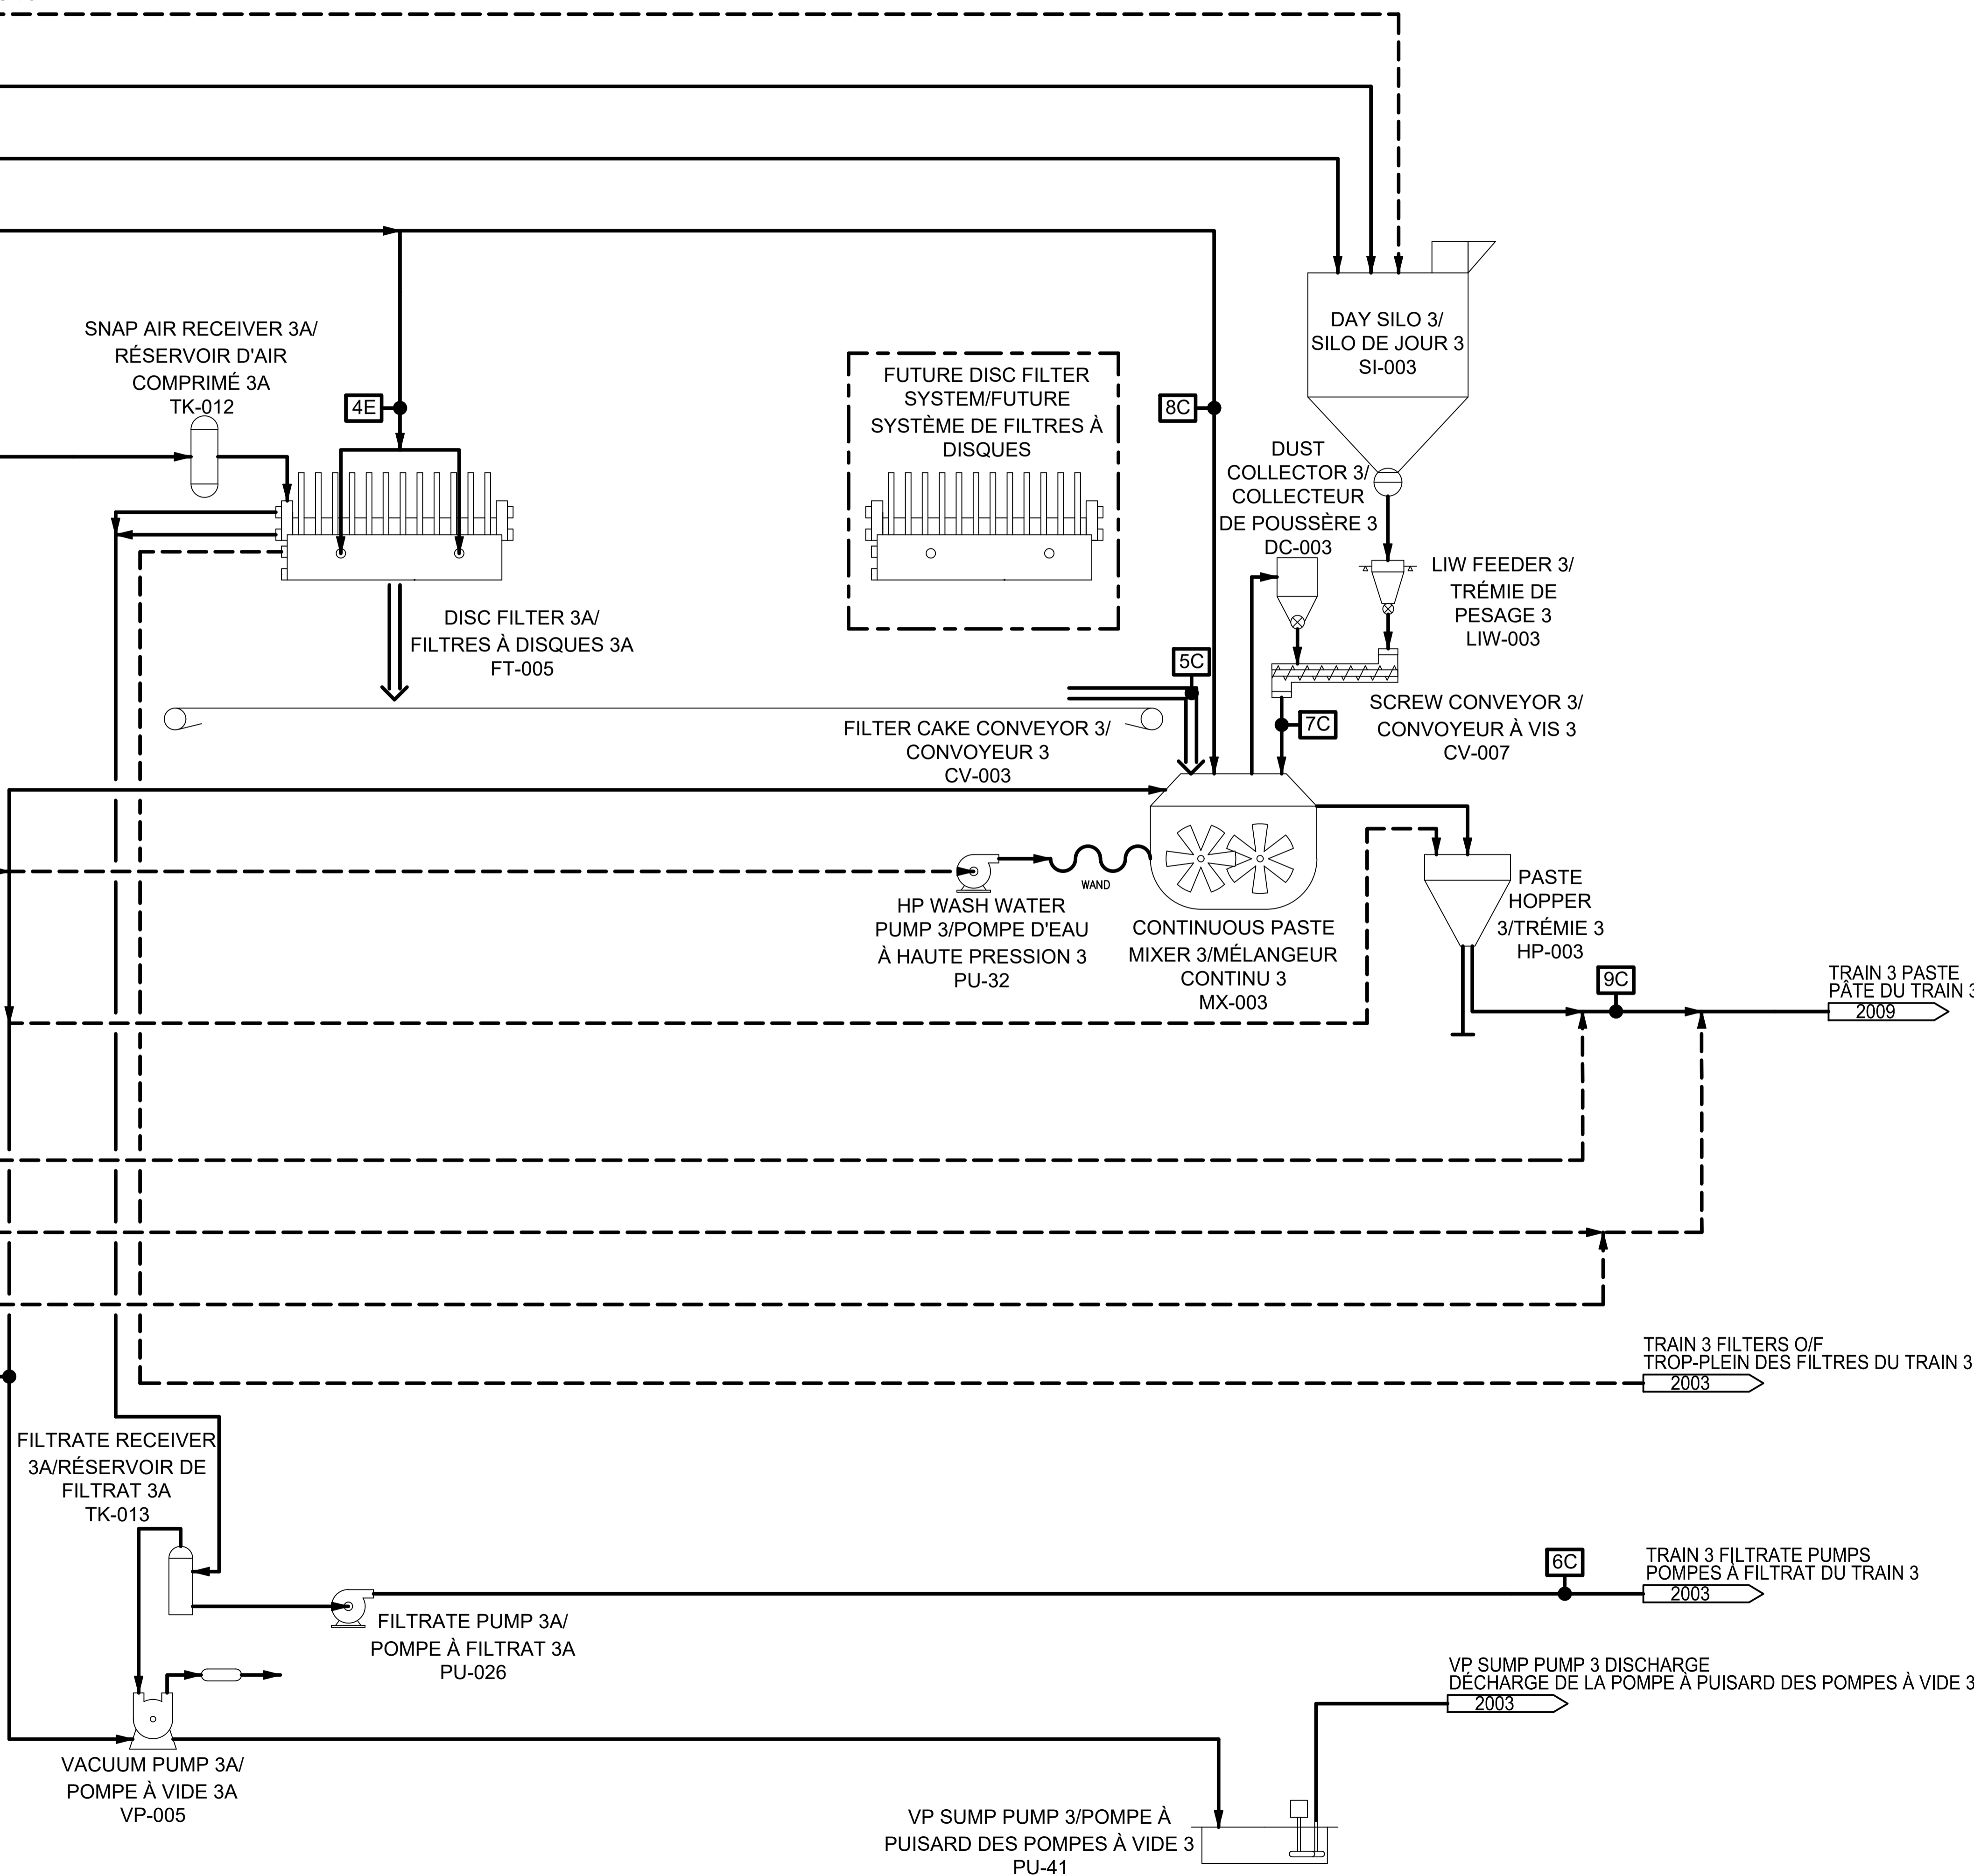 SNAP AIR RECEIVER 3A/
RÉSERVOIR D'AIR
COMPRIMÉ 3A
TK-012
4E
FUTURE DISC FILTER
SYSTEM/FUTURE
SYSTÈME DE FILTRES À
DISQUES
8C
DAY SILO 3/
SILO DE JOUR 3
SI-003
DUST
COLLECTOR 3/
COLLECTEUR
DE POUSSÈRE 3
DC-003
LIW FEEDER 3/
TRÉMIE DE
PESAGE 3
LIW-003
DISC FILTER 3A/
FILTRES À DISQUES 3A
FT-005
5C
SCREW CONVEYOR 3/
CONVOYEUR À VIS 3
CV-007
7C
FILTER CAKE CONVEYOR 3/
CONVOYEUR 3
CV-003
WAND
HP WASH WATER
PUMP 3/POMPE D'EAU
À HAUTE PRESSION 3
PU-32
CONTINUOUS PASTE
MIXER 3/MÉLANGEUR
CONTINU 3
MX-003
PASTE
HOPPER
3/TRÉMIE 3
HP-003
9C
TRAIN 3 PASTE
PÂTE DU TRAIN 3
2009
TRAIN 3 FILTERS O/F
TROP-PLEIN DES FILTRES DU TRAIN 3
2003
FILTRATE RECEIVER
3A/RÉSERVOIR DE
FILTRAT 3A
TK-013
6C
TRAIN 3 FILTRATE PUMPS
POMPES À FILTRAT DU TRAIN 3
2003
FILTRATE PUMP 3A/
POMPE À FILTRAT 3A
PU-026
VP SUMP PUMP 3 DISCHARGE
DÉCHARGE DE LA POMPE À PUISARD DES POMPES À VIDE 3
2003
VACUUM PUMP 3A/
POMPE À VIDE 3A
VP-005
VP SUMP PUMP 3/POMPE À
PUISARD DES POMPES À VIDE 3
PU-41